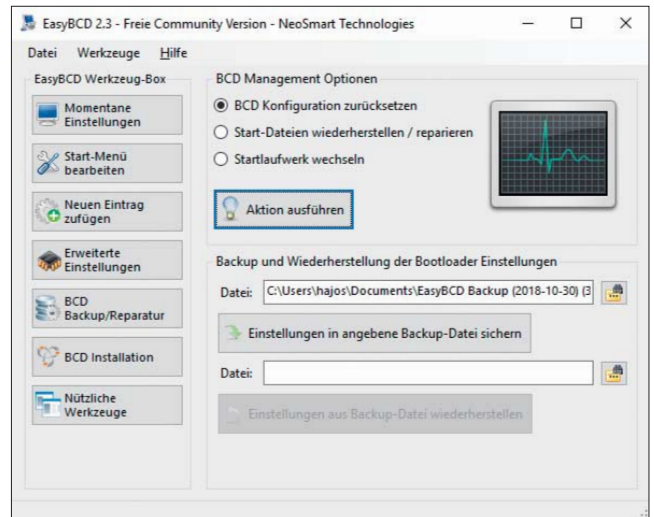 EasyBCD 2.3 - Freie Community Version - NeoSmart Technologies
Datei Werkzeuge Hilfe
EasyBCD Werkzeug-Box
Momentane
Einstellungen
Start-Menü
bearbeiten
Neuen Eintrag
zufügen
Erweiterte
Einstellungen
BCD
Backup/Reparatur
BCD Installation
Nützliche
Werkzeuge
BCD Management Optionen
BCD Konfiguration zurücksetzen
Start-Dateien wiederherstellen / reparieren
Startlaufwerk wechseln
Aktion ausführen
Backup und Wiederherstellung der Bootloader Einstellungen
Datei: C:\Users\hajos\Documents\EasyBCD Backup (2018-10-30) (3
Einstellungen in angebene Backup-Datei sichern
Datei:
Einstellungen aus Backup-Datei wiederherstellen